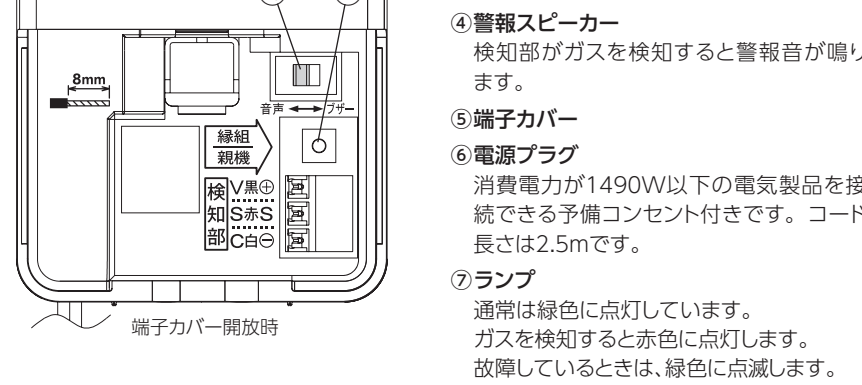 8mm
音声 ブザー
縁組
親機
検知部
V黒⊕
S赤S
C白⊖
端子カバー開放時
④警報スピーカー
検知部がガスを検知すると警報音が鳴り
ます。
⑤端子カバー
⑥電源プラグ
消費電力が1490W以下の電気製品を接
続できる予備コンセント付きです。コード
長さは2.5mです。
⑦ランプ
通常は緑色に点灯しています。
ガスを検知すると赤色に点灯します。
故障しているときは、緑色に点滅します。